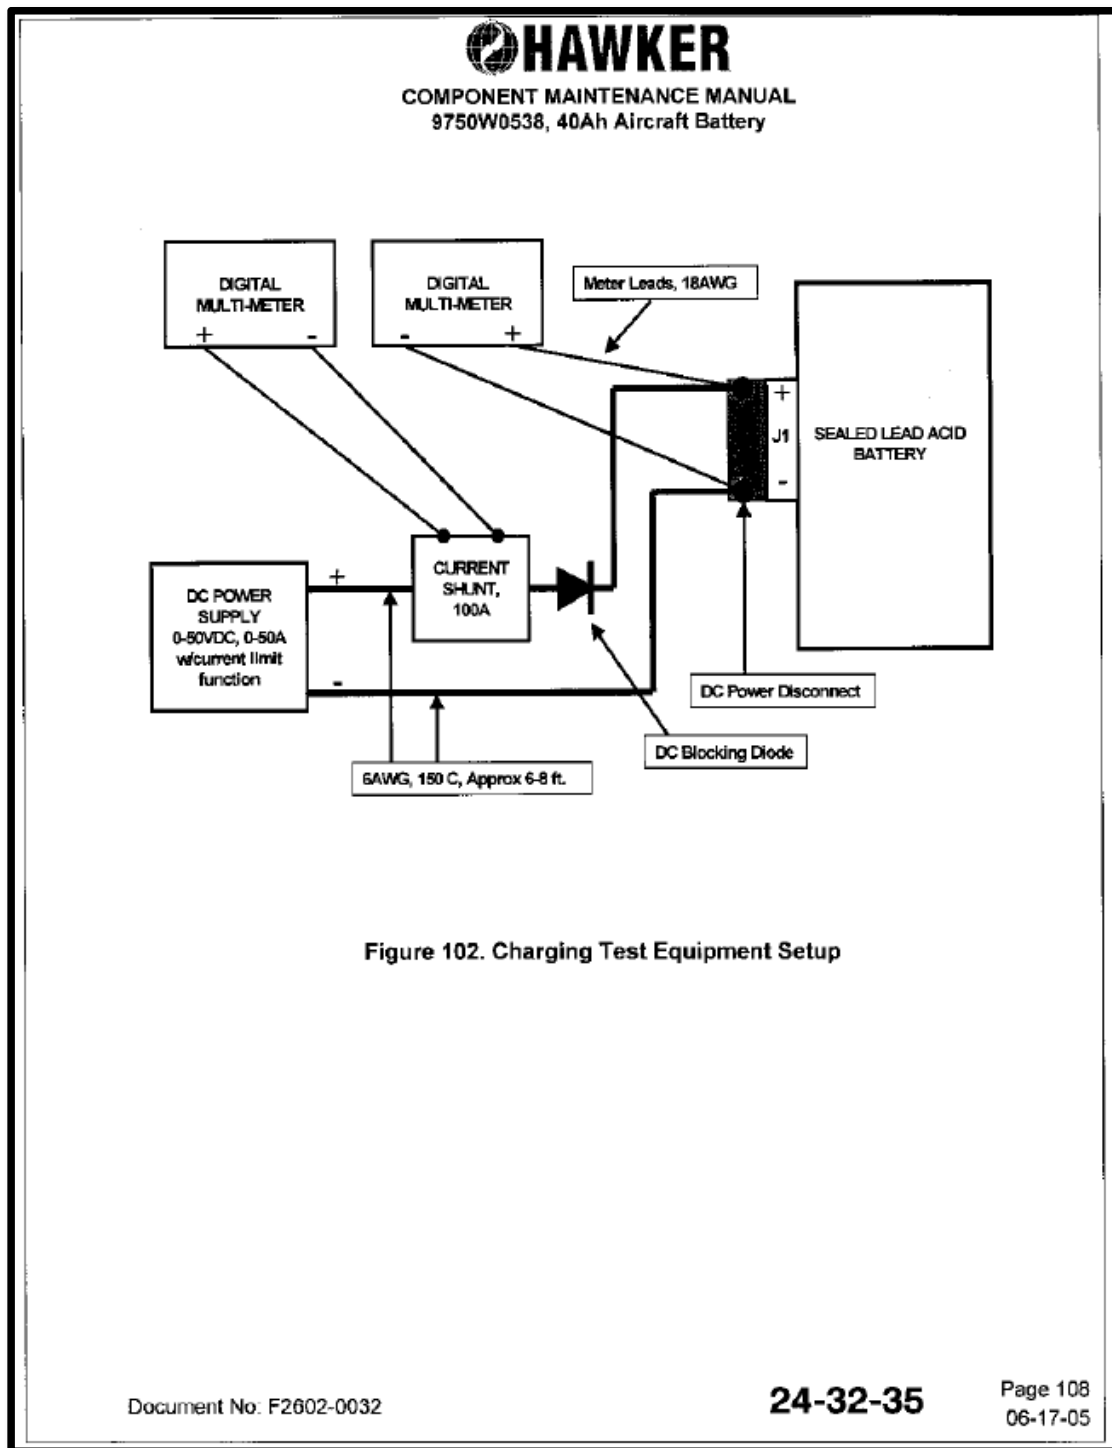 HAWKER
COMPONENT MAINTENANCE MANUAL
9750W0538, 40Ah Aircraft Battery
DIGITAL
MULTI-METER
+ -
DIGITAL
MULTI-METER
- +
Meter Leads, 18AWG
+
J1
-
SEALED LEAD ACID
BATTERY
CURRENT
SHUNT,
100A
DC POWER
SUPPLY
0-50VDC, 0-50A
w/current limit
function
+
-
DC Power Disconnect
DC Blocking Diode
6AWG, 150 C, Approx 6-8 ft.
Figure 102. Charging Test Equipment Setup
Document No: F2602-0032
24-32-35
Page 108
06-17-05